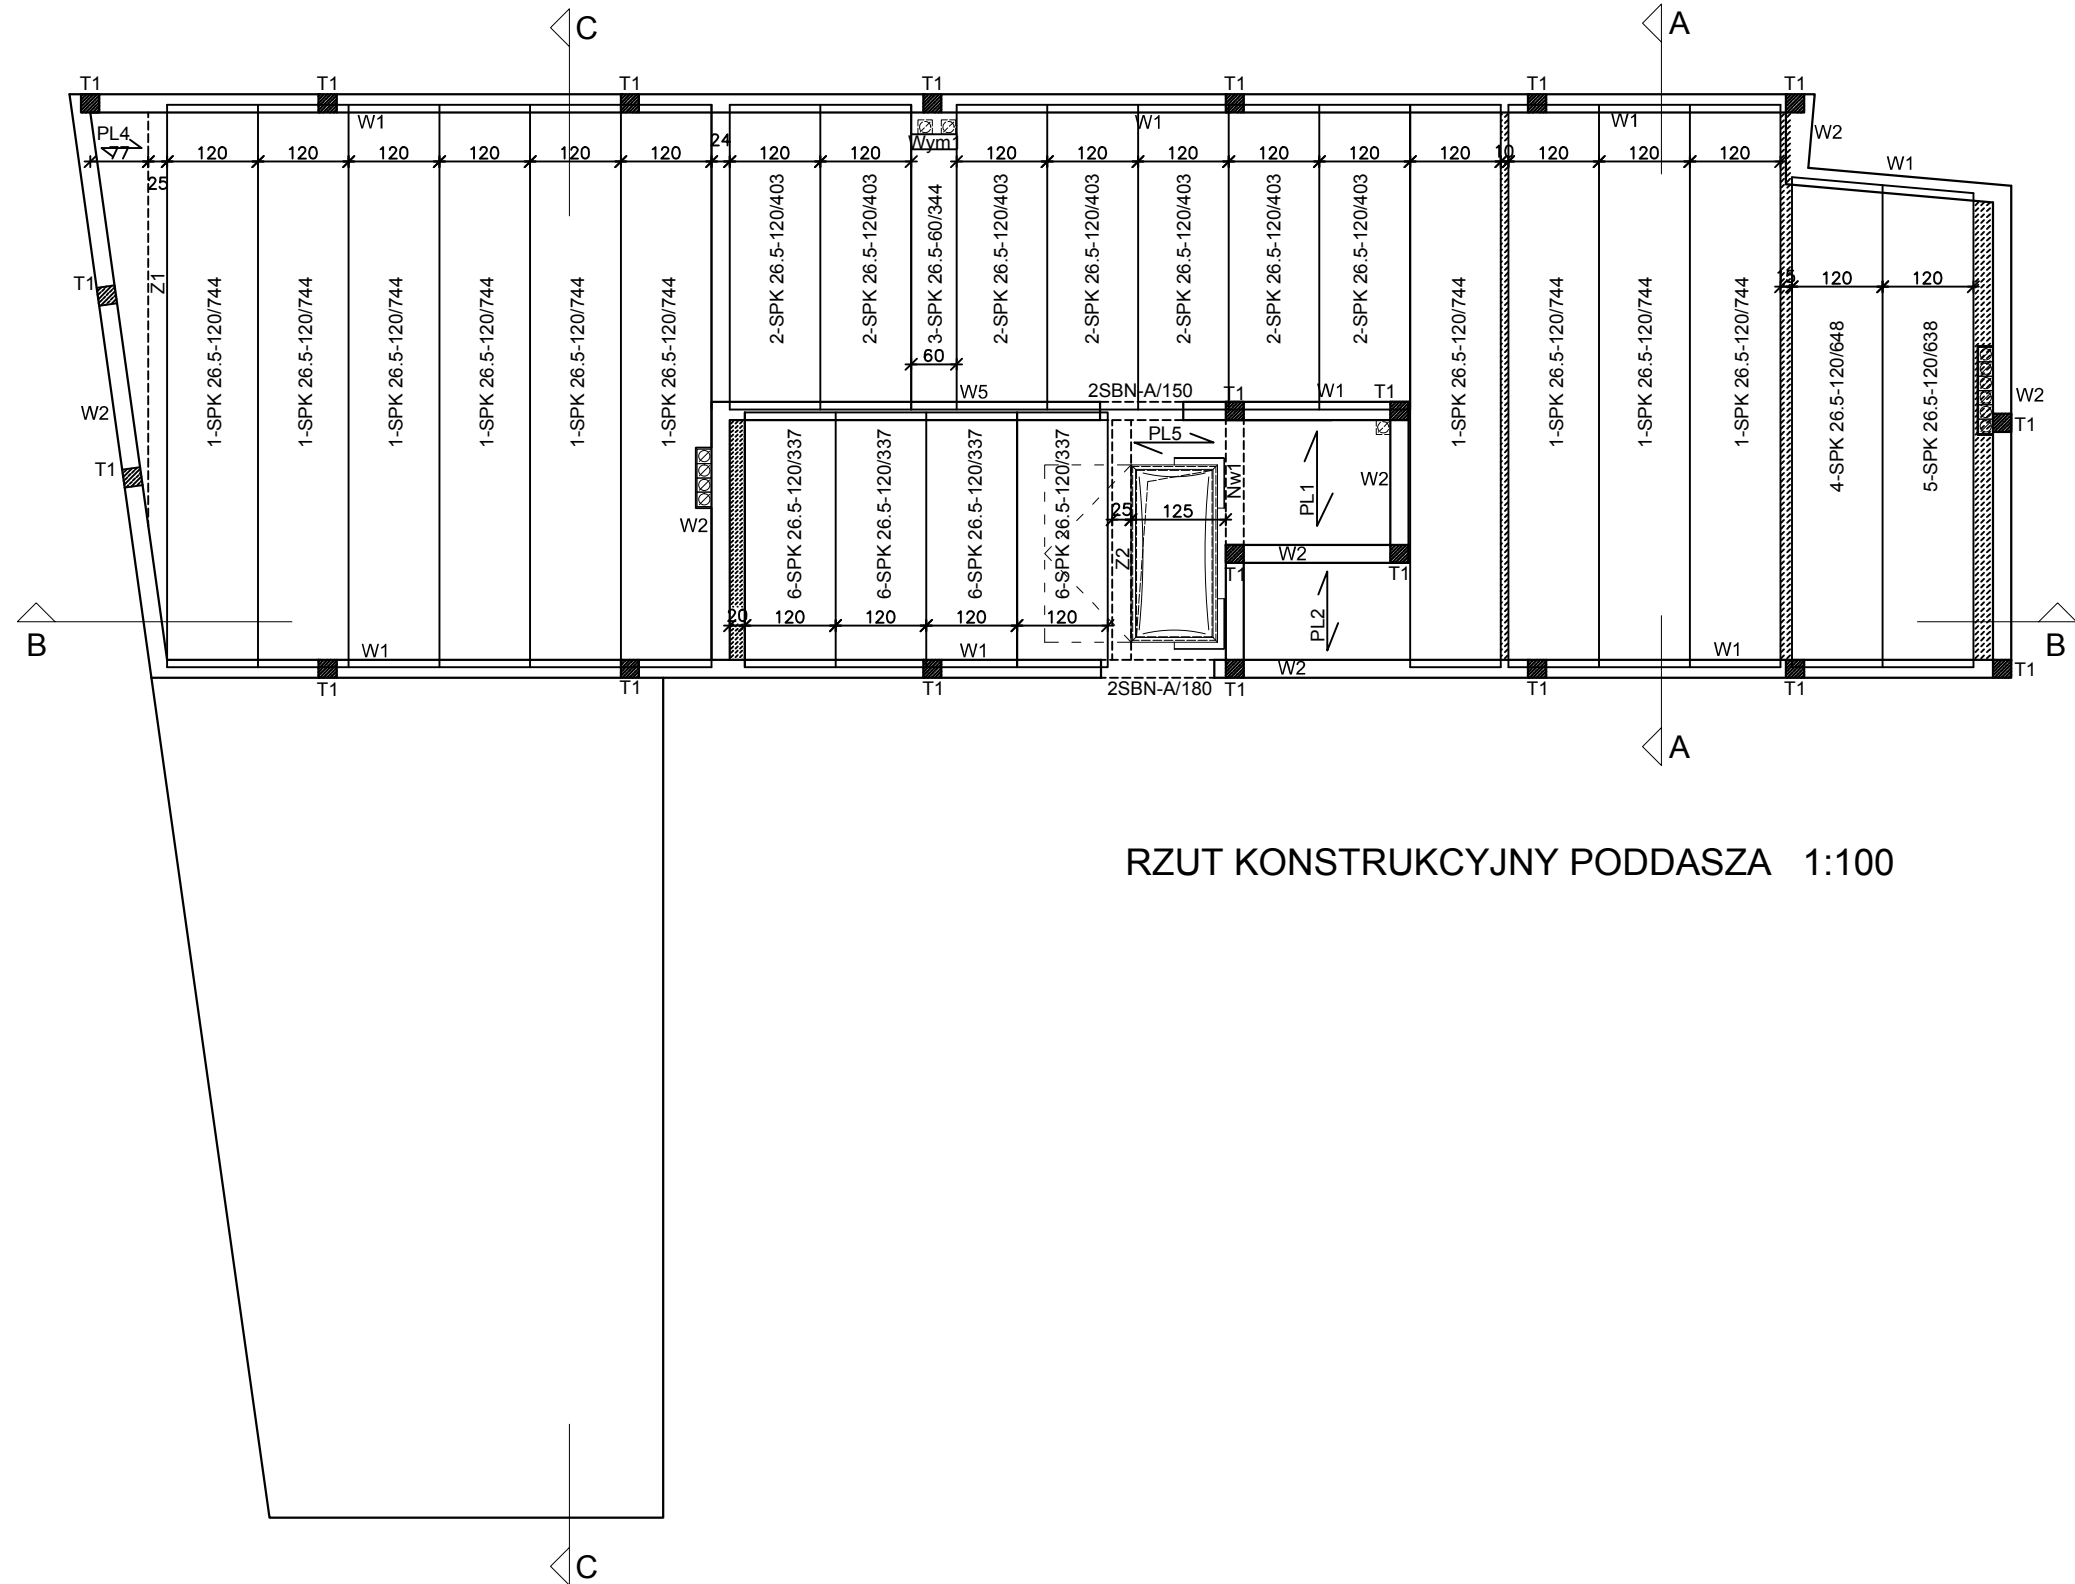 C
A
T1
T1
T1
T1
T1
T1
T1
W1
W1
W1
W2
PL4
77
25
120
120
120
120
120
120
24
120
120
Wym1
120
120
120
120
120
120
10
120
120
120
W1
Z1
1-SPK 26.5-120/744
1-SPK 26.5-120/744
1-SPK 26.5-120/744
1-SPK 26.5-120/744
1-SPK 26.5-120/744
1-SPK 26.5-120/744
2-SPK 26.5-120/403
2-SPK 26.5-120/403
3-SPK 26.5-60/344
2-SPK 26.5-120/403
2-SPK 26.5-120/403
2-SPK 26.5-120/403
2-SPK 26.5-120/403
2-SPK 26.5-120/403
1-SPK 26.5-120/744
1-SPK 26.5-120/744
1-SPK 26.5-120/744
1-SPK 26.5-120/744
15
120
120
4-SPK 26.5-120/648
5-SPK 26.5-120/638
T1
60
W5
2SBN-A/150
T1
W1
T1
W2
T1
W2
T1
W2
6-SPK 26.5-120/337
6-SPK 26.5-120/337
6-SPK 26.5-120/337
6-SPK 26.5-120/337
PL5
Nw1
PL1
W2
25
125
Z2
W2
T1
T1
PL2
20
120
120
120
120
B
B
W1
W1
W2
W1
T1
T1
T1
2SBN-A/180
T1
T1
T1
T1
A
RZUT KONSTRUKCYJNY PODDASZA 1:100
C